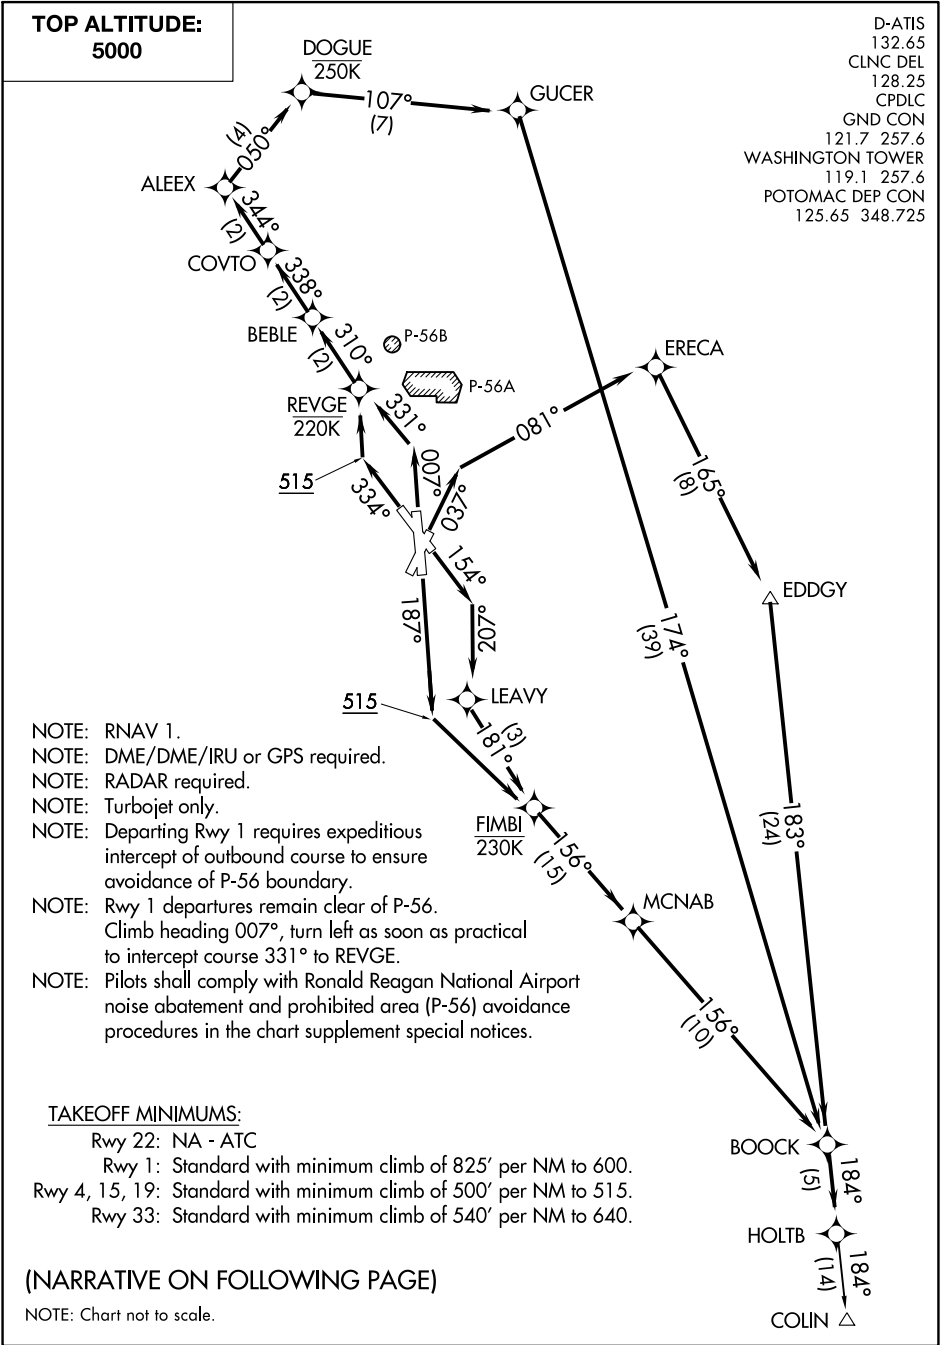 TOP ALTITUDE:
5000
D-ATIS
132.65
CLNC DEL
128.25
CPDLC
GND CON
121.7 257.6
WASHINGTON TOWER
119.1 257.6
POTOMAC DEP CON
125.65 348.725
DOGUE
250K
107°
(7)
GUCER
(4)
050°
ALEEX
344°
(2)
COVTO
338°
(2)
BEBLE
310°
(2)
P-56B
P-56A
REVGE
220K
331°
ERECA
081°
515
334°
007°
037°
165°
(8)
154°
187°
207°
EDDGY
174°
(39)
515
LEAVY
(3)
181°
FIMBI
230K
156°
(15)
183°
(24)
MCNAB
156°
(10)
NOTE: RNAV 1.
NOTE: DME/DME/IRU or GPS required.
NOTE: RADAR required.
NOTE: Turbojet only.
NOTE: Departing Rwy 1 requires expeditious
intercept of outbound course to ensure
avoidance of P-56 boundary.
NOTE: Rwy 1 departures remain clear of P-56.
Climb heading 007°, turn left as soon as practical
to intercept course 331° to REVGE.
NOTE: Pilots shall comply with Ronald Reagan National Airport
noise abatement and prohibited area (P-56) avoidance
procedures in the chart supplement special notices.
TAKEOFF MINIMUMS:
Rwy 22: NA - ATC
Rwy 1: Standard with minimum climb of 825' per NM to 600.
Rwy 4, 15, 19: Standard with minimum climb of 500' per NM to 515.
Rwy 33: Standard with minimum climb of 540' per NM to 640.
BOOCK
184°
(5)
HOLTB
184°
(14)
COLIN
(NARRATIVE ON FOLLOWING PAGE)
NOTE: Chart not to scale.